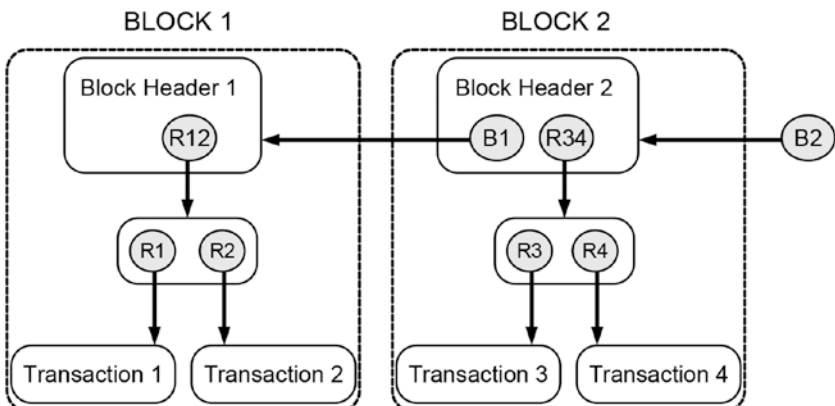 BLOCK 1
BLOCK 2
Block Header 1
Block Header 2
R12
B1
R34
B2
R1
R2
R3
R4
Transaction 1
Transaction 2
Transaction 3
Transaction 4